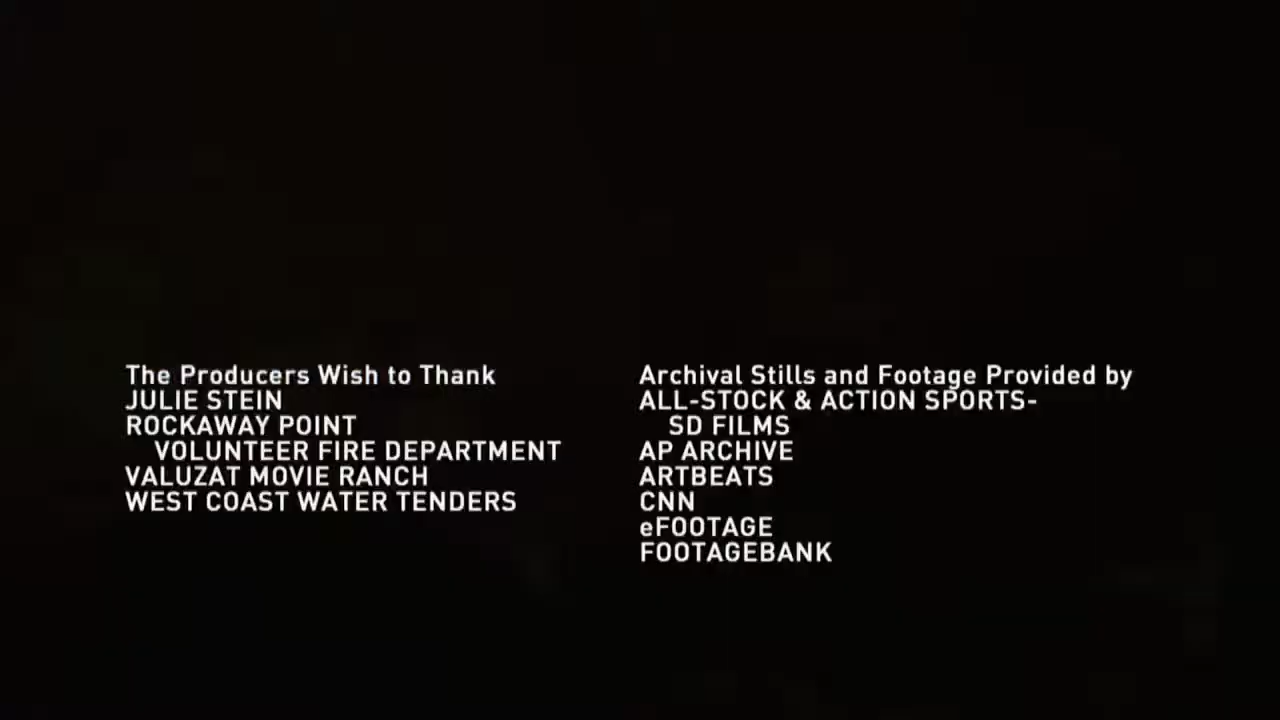 The Producers Wish to Thank
JULIE STEIN
ROCKAWAY POINT
VOLUNTEER FIRE DEPARTMENT
VALUZAT MOVIE RANCH
WEST COAST WATER TENDERS
Archival Stills and Footage Provided by
ALL-STOCK & ACTION SPORTS-
SD FILMS
AP ARCHIVE
ARTBEATS
CNN
eFOOTAGE
FOOTAGEBANK